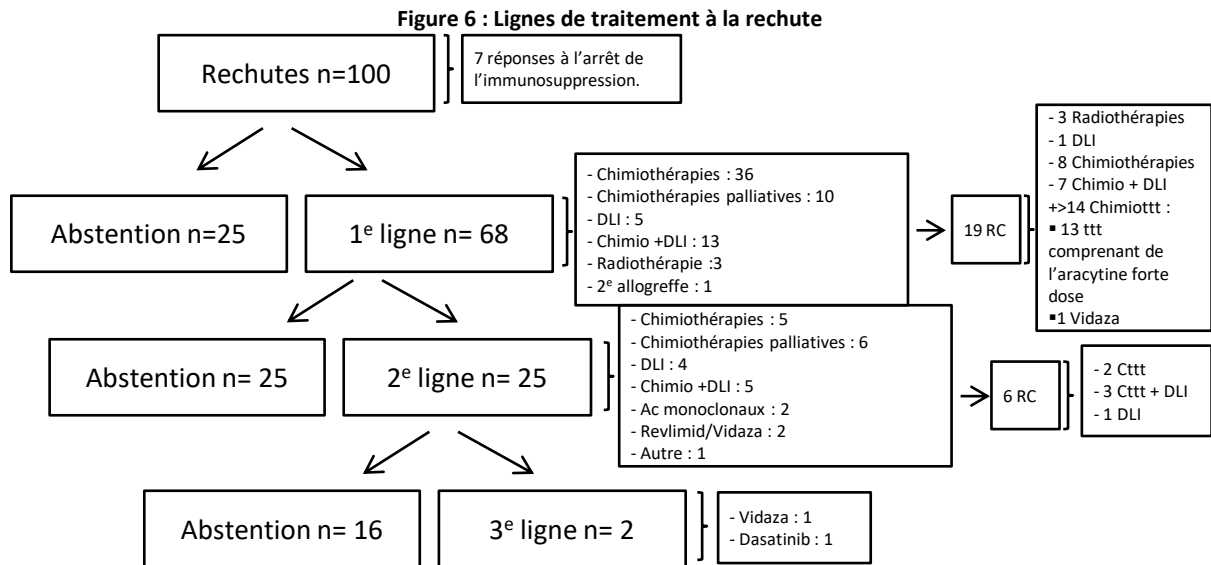 Figure 6 : Lignes de traitement à la rechute
Rechutes n=100
7 réponses à l'arrêt de
l'immunosuppression.
Abstention n=25
1e ligne n= 68
- Chimiothérapies : 36
- Chimiothérapies palliatives : 10
- DLI : 5
- Chimio +DLI : 13
- Radiothérapie :3
- 2e allogreffe : 1
19 RC
- 3 Radiothérapies
- 1 DLI
- 8 Chimiothérapies
- 7 Chimio + DLI
+>14 Chimiottt :
▪ 13 ttt
comprenant de
l'aracytine forte
dose
▪1 Vidaza
Abstention n= 25
2e ligne n= 25
- Chimiothérapies : 5
- Chimiothérapies palliatives : 6
- DLI : 4
- Chimio +DLI : 5
- Ac monoclonaux : 2
- Revlimid/Vidaza : 2
- Autre : 1
6 RC
- 2 Cttt
- 3 Cttt + DLI
- 1 DLI
Abstention n= 16
3e ligne n= 2
- Vidaza : 1
- Dasatinib : 1